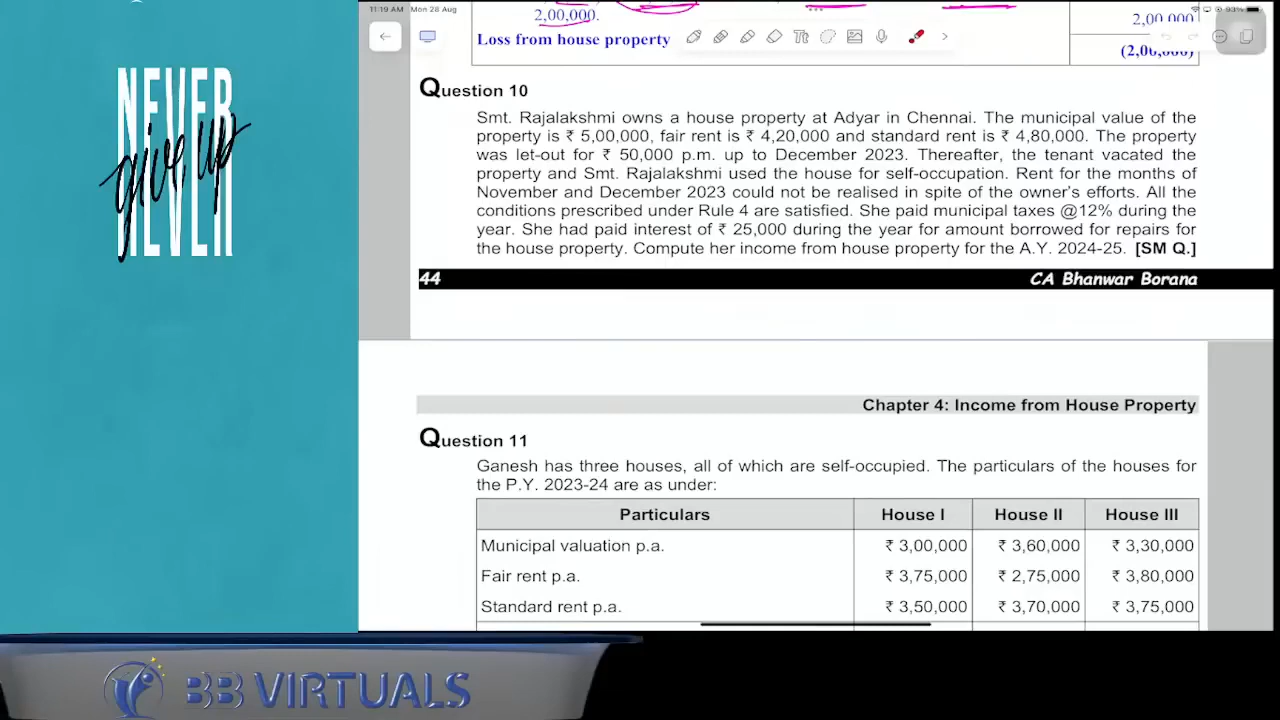 11:19 AM Mon 28 Aug
93%
NEVER
give up
NEVER
2,00,000.
2,00,000
Loss from house property
(2,00,000)
Question 10
Smt. Rajalakshmi owns a house property at Adyar in Chennai. The municipal value of the
property is ₹ 5,00,000, fair rent is ₹ 4,20,000 and standard rent is ₹ 4,80,000. The property
was let-out for ₹ 50,000 p.m. up to December 2023. Thereafter, the tenant vacated the
property and Smt. Rajalakshmi used the house for self-occupation. Rent for the months of
November and December 2023 could not be realised in spite of the owner's efforts. All the
conditions prescribed under Rule 4 are satisfied. She paid municipal taxes @12% during the
year. She had paid interest of ₹ 25,000 during the year for amount borrowed for repairs for
the house property. Compute her income from house property for the A.Y. 2024-25. [SM Q.]
44 CA Bhanwar Borana
Chapter 4: Income from House Property
Question 11
Ganesh has three houses, all of which are self-occupied. The particulars of the houses for
the P.Y. 2023-24 are as under:
Particulars House I House II House III
Municipal valuation p.a. ₹ 3,00,000 ₹ 3,60,000 ₹ 3,30,000
Fair rent p.a. ₹ 3,75,000 ₹ 2,75,000 ₹ 3,80,000
Standard rent p.a. ₹ 3,50,000 ₹ 3,70,000 ₹ 3,75,000
BB VIRTUALS